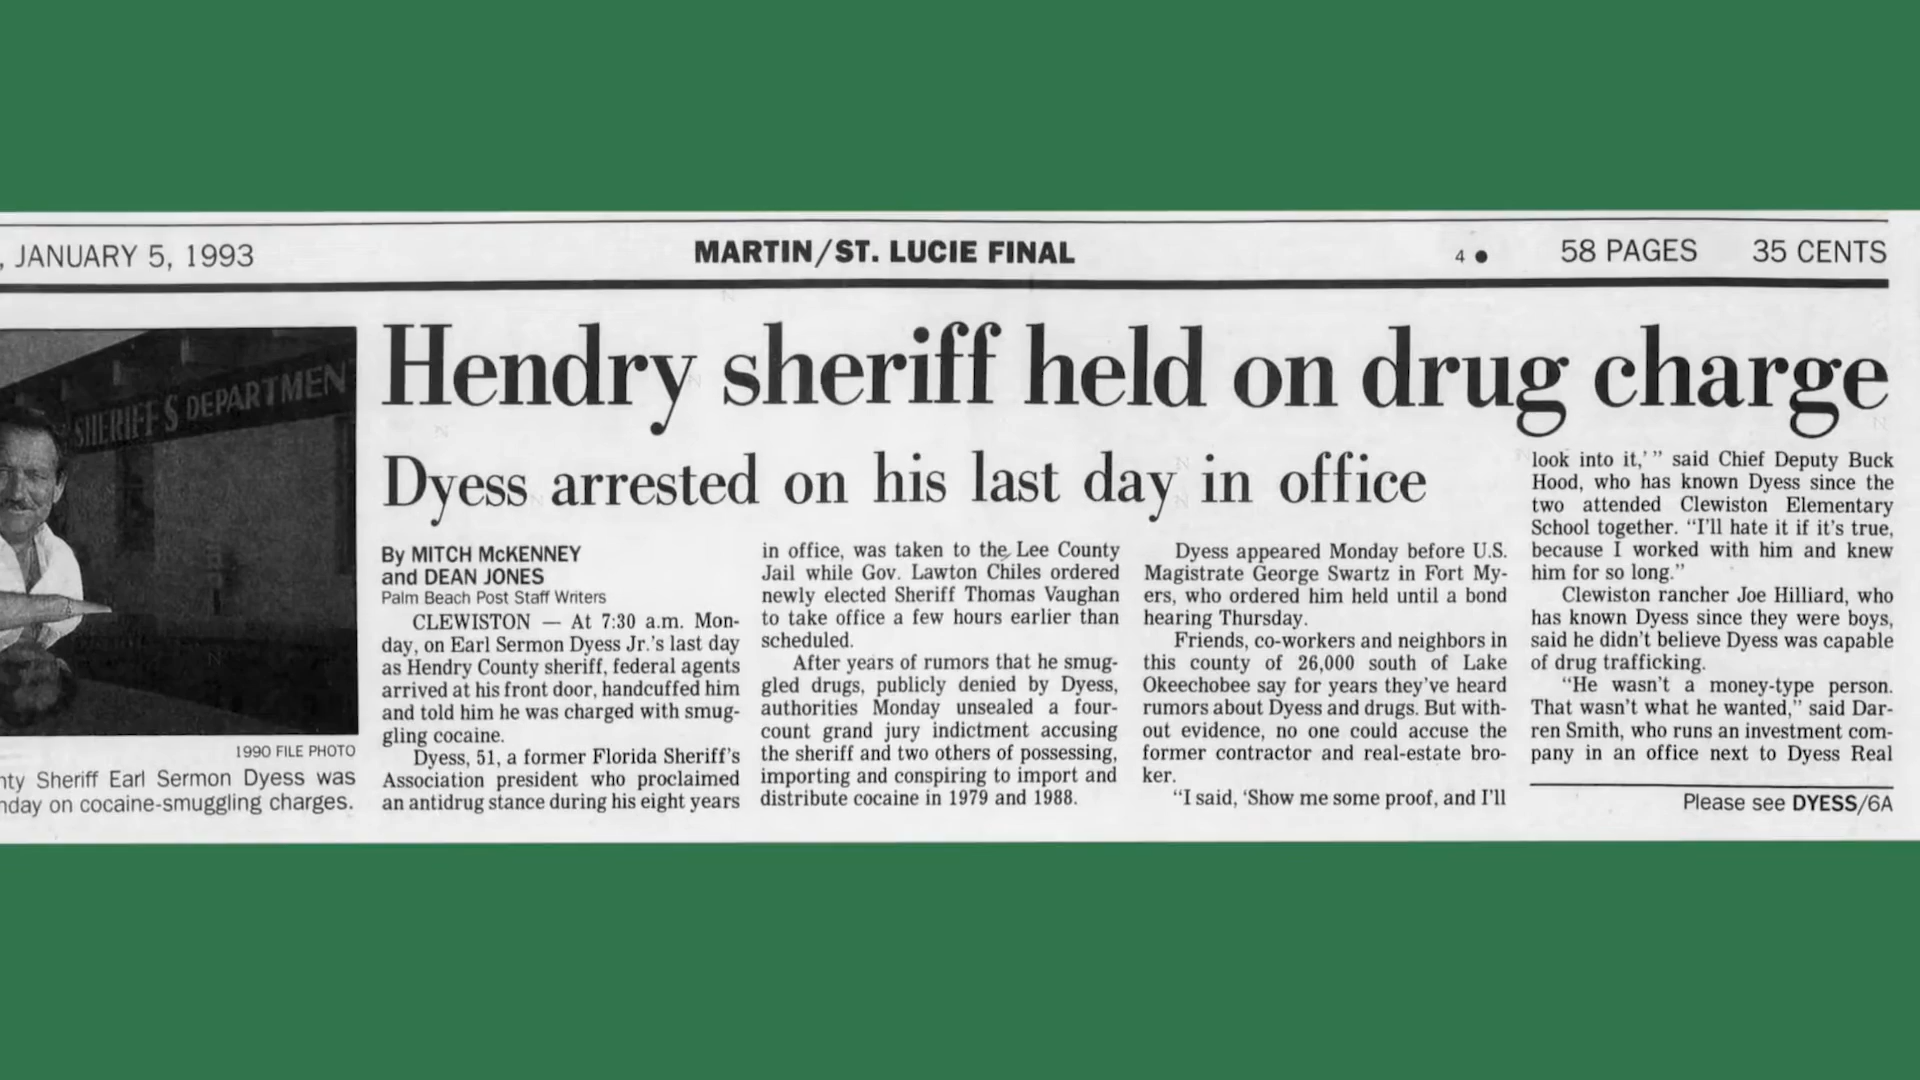 , JANUARY 5, 1993
MARTIN/ST. LUCIE FINAL
4 ●
58 PAGES
35 CENTS
SHERIFF'S DEPARTMEN
1990 FILE PHOTO
nty Sheriff Earl Sermon Dyess was
nday on cocaine-smuggling charges.
Hendry sheriff held on drug charge
Dyess arrested on his last day in office
By MITCH McKENNEY
and DEAN JONES
Palm Beach Post Staff Writers
CLEWISTON — At 7:30 a.m. Mon-
day, on Earl Sermon Dyess Jr.'s last day
as Hendry County sheriff, federal agents
arrived at his front door, handcuffed him
and told him he was charged with smug-
gling cocaine.
Dyess, 51, a former Florida Sheriff's
Association president who proclaimed
an antidrug stance during his eight years
in office, was taken to the Lee County
Jail while Gov. Lawton Chiles ordered
newly elected Sheriff Thomas Vaughan
to take office a few hours earlier than
scheduled.
After years of rumors that he smug-
gled drugs, publicly denied by Dyess,
authorities Monday unsealed a four-
count grand jury indictment accusing
the sheriff and two others of possessing,
importing and conspiring to import and
distribute cocaine in 1979 and 1988.
Dyess appeared Monday before U.S.
Magistrate George Swartz in Fort My-
ers, who ordered him held until a bond
hearing Thursday.
Friends, co-workers and neighbors in
this county of 26,000 south of Lake
Okeechobee say for years they've heard
rumors about Dyess and drugs. But with-
out evidence, no one could accuse the
former contractor and real-estate bro-
ker.
“I said, ‘Show me some proof, and I'll
look into it,’ ” said Chief Deputy Buck
Hood, who has known Dyess since the
two attended Clewiston Elementary
School together. “I'll hate it if it's true,
because I worked with him and knew
him for so long.”
Clewiston rancher Joe Hilliard, who
has known Dyess since they were boys,
said he didn't believe Dyess was capable
of drug trafficking.
“He wasn't a money-type person.
That wasn't what he wanted,” said Dar-
ren Smith, who runs an investment com-
pany in an office next to Dyess Real
Please see DYESS/6A